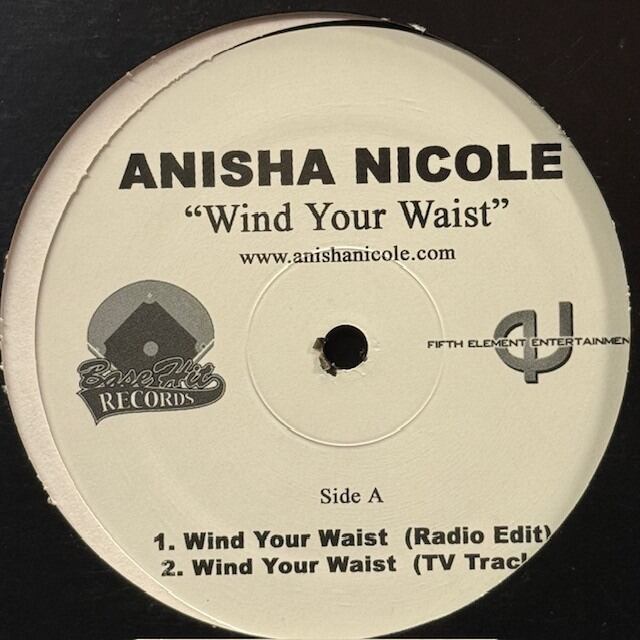 ANISHA NICOLE
“Wind Your Waist”
www.anishanicole.com
Base Hit
RECORDS
FIFTH ELEMENT ENTERTAINMEN
Side A
1. Wind Your Waist (Radio Edit)
2. Wind Your Waist (TV Trac